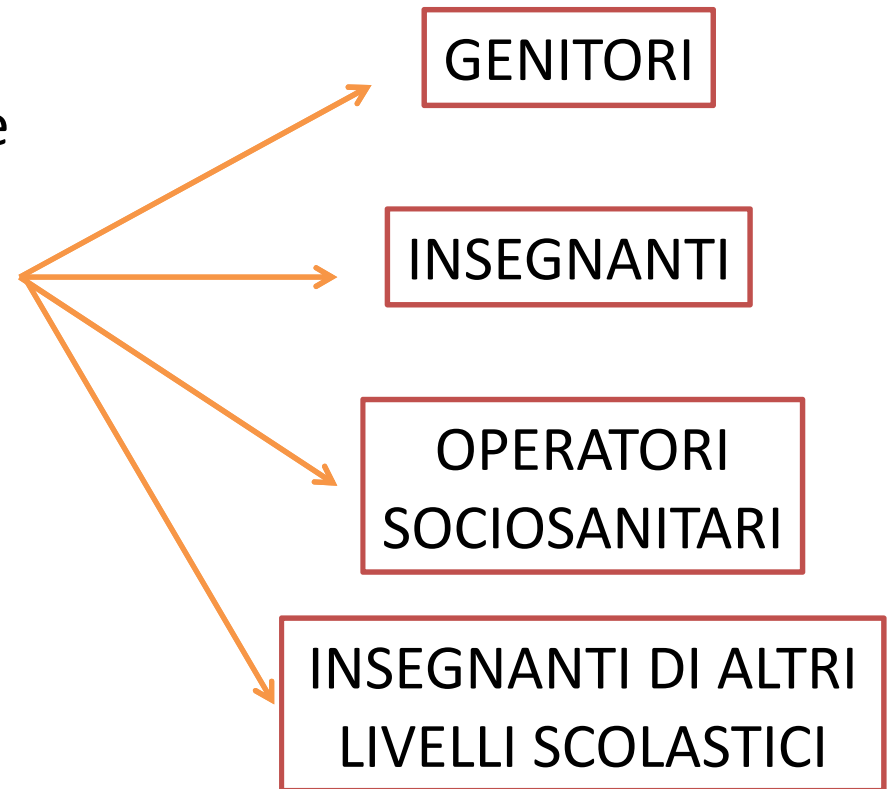 GENITORI
e
INSEGNANTI
OPERATORI
SOCIOSANITARI
INSEGNANTI DI ALTRI
LIVELLI SCOLASTICI